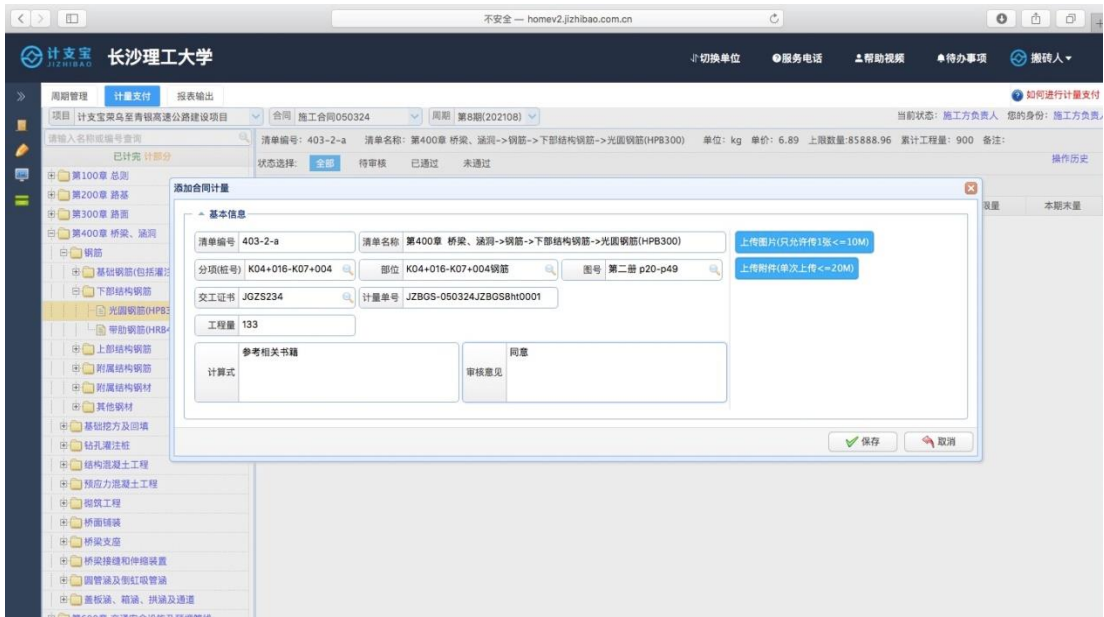 不安全 — homev2.jizhibao.com.cn
计支宝 JIZHIBAO 长沙理工大学 切换单位 服务电话 帮助视频 待办事项 搬砖人
周期管理 计量支付 报表输出 如何进行计量支付
项目 计支宝荣乌至青银高速公路建设项目 合同 施工合同050324 周期 第8期(202108) 当前状态: 施工方负责人 您的身份: 施工方负责人
请输入名称或编号查询 清单编号: 403-2-a 清单名称: 第400章 桥梁、涵洞->钢筋->下部结构钢筋->光圆钢筋(HPB300) 单位: kg 单价: 6.89 上限数量:85888.96 累计工程量: 900 备注:
已计完 计部分 状态选择: 全部 待审核 已通过 未通过 操作历史
第100章 总则
第200章 路基
添加合同计量
第300章 路面
限量 本期末量
基本信息
第400章 桥梁、涵洞
清单编号 403-2-a 清单名称 第400章 桥梁、涵洞->钢筋->下部结构钢筋->光圆钢筋(HPB300) 上传图片(只允许传1张<=10M)
钢筋
基础钢筋(包括灌注
分项(桩号) K04+016-K07+004 部位 K04+016-K07+004钢筋 图号 第二册 p20-p49 上传附件(单次上传<=20M)
下部结构钢筋
交工证书 JGZS234 计量单号 JZBGS-050324JZBGS8ht0001
光圆钢筋(HPB3
带肋钢筋(HRB4
工程量 133
上部结构钢筋
计算式 参考相关书籍 审核意见 同意
附属结构钢筋
附属结构钢材
其他钢材
基础挖方及回填
保存 取消
钻孔灌注桩
结构混凝土工程
预应力混凝土工程
砌筑工程
桥面铺装
桥梁支座
桥梁接缝和伸缩装置
圆管涵及倒虹吸管涵
盖板涵、箱涵、拱涵及通道